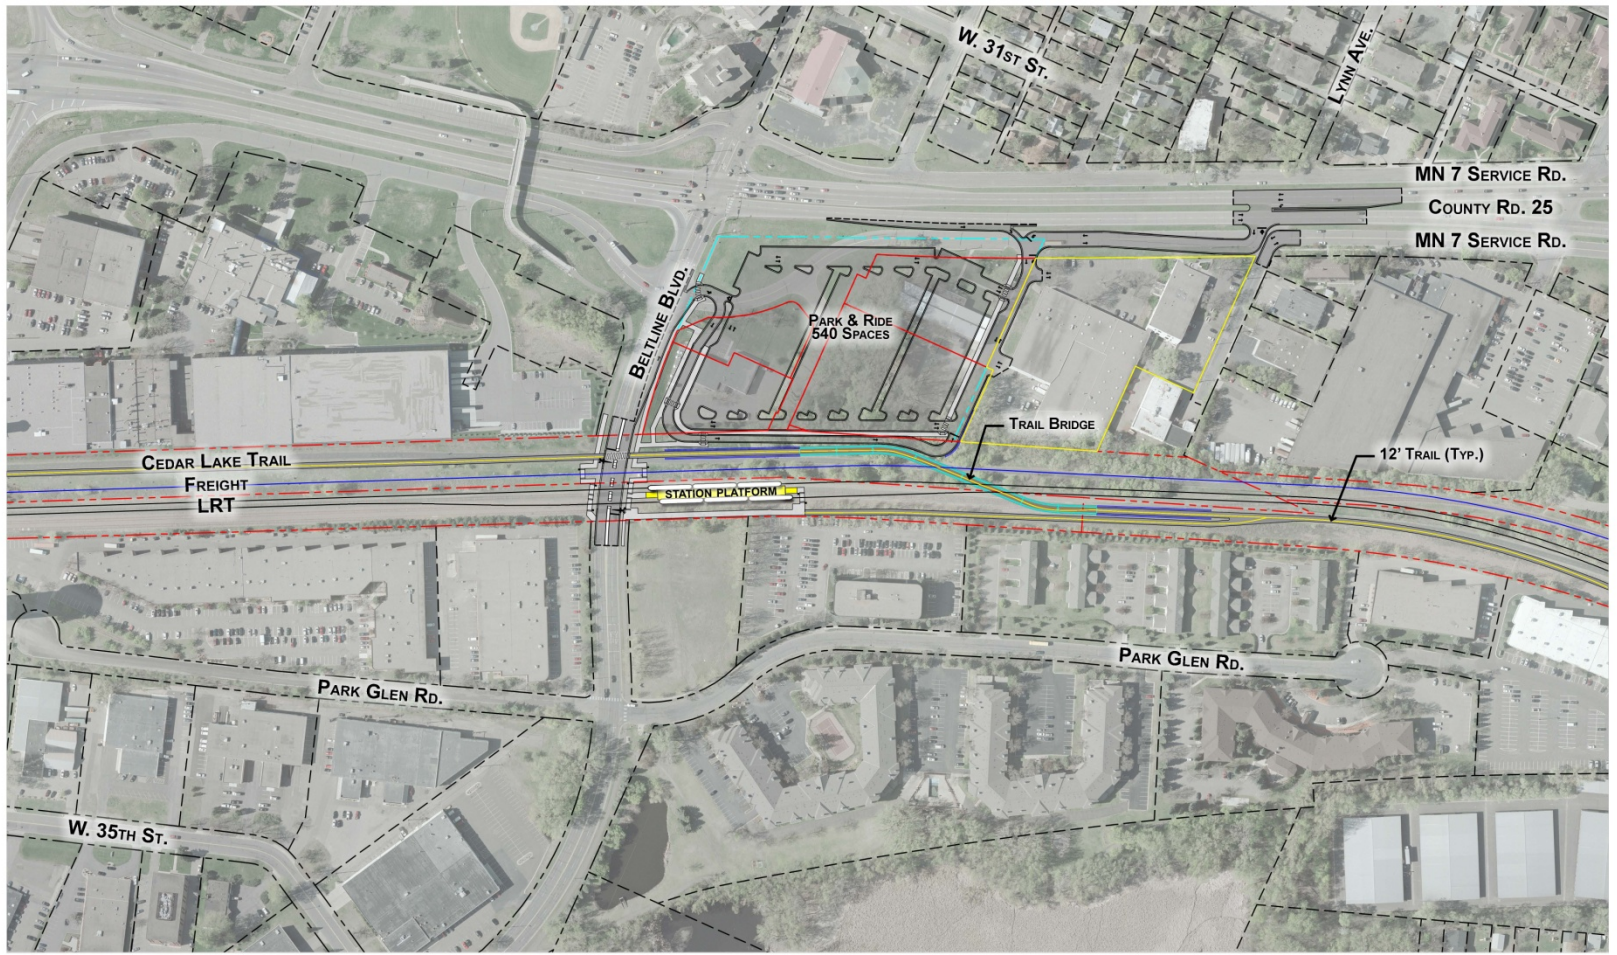 W. 31ST ST.
LYNN AVE.
MN 7 SERVICE RD.
COUNTY RD. 25
MN 7 SERVICE RD.
BELTLINE BLVD.
PARK & RIDE
540 SPACES
TRAIL BRIDGE
12' TRAIL (TYP.)
CEDAR LAKE TRAIL
FREIGHT
LRT
STATION PLATFORM
PARK GLEN RD.
PARK GLEN RD.
W. 35TH ST.